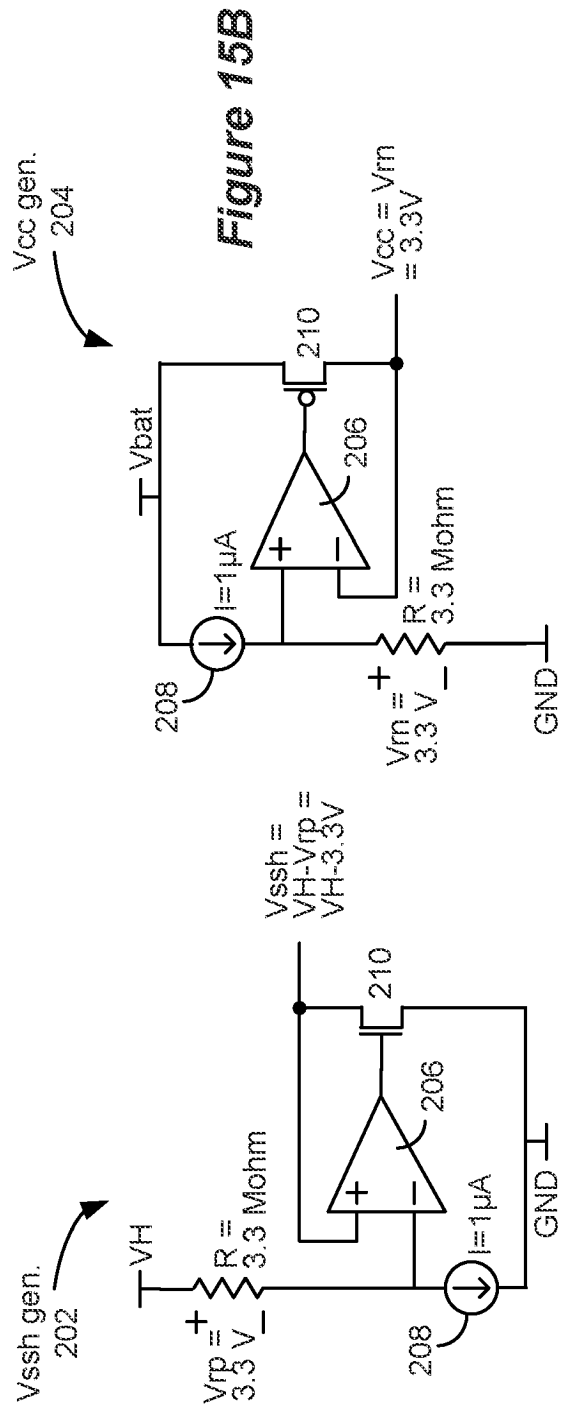 Vssh gen.
202
VH
Vrp =
3.3 V
+
−
R =
3.3 Mohm
+
−
206
210
Vssh =
VH-Vrp =
VH-3.3V
208
I=1µA
GND
Vcc gen.
204
Vbat
208
I=1µA
+
−
206
210
Vrn =
3.3 V
+
−
R =
3.3 Mohm
GND
Vcc = Vrn
= 3.3V
Figure 15B